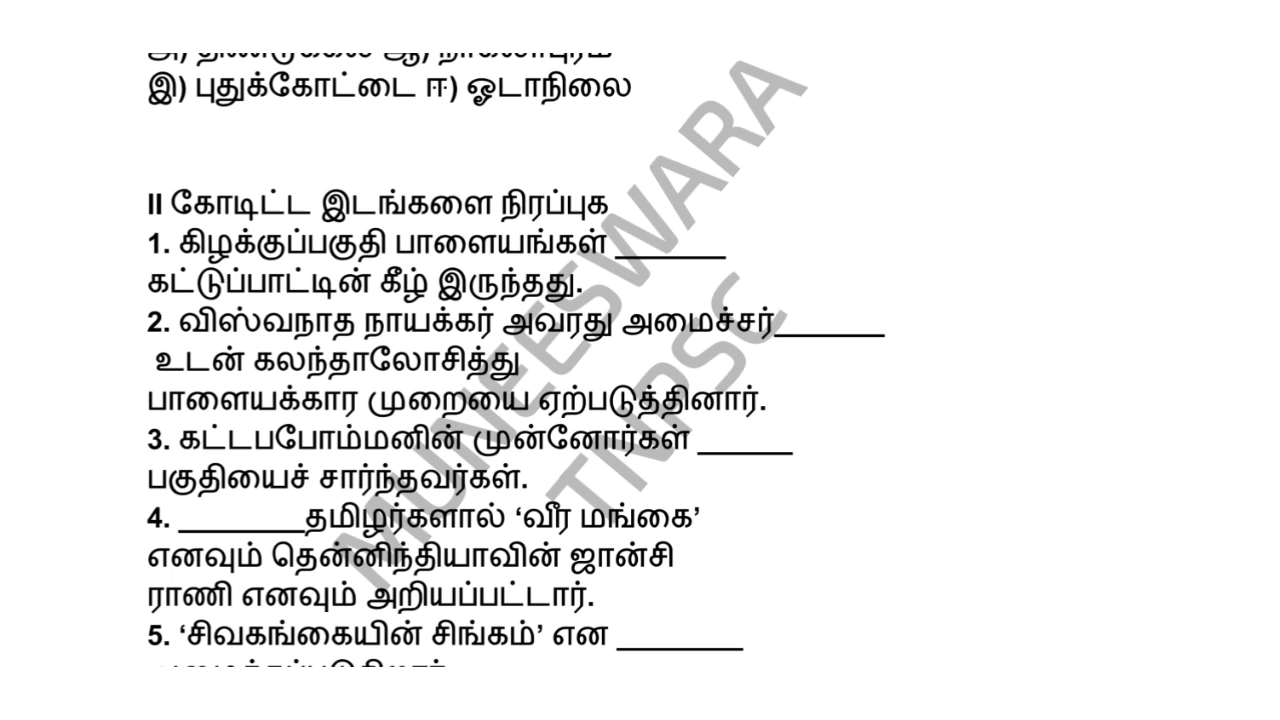 இ) புதுக்கோட்டை ஈ) ஓடாநிலை
II கோடிட்ட இடங்களை நிரப்புக
1. கிழக்குப்பகுதி பாளையங்கள் _______
கட்டுப்பாட்டின் கீழ் இருந்தது.
2. விஸ்வநாத நாயக்கர் அவரது அமைச்சர்_______
உடன் கலந்தாலோசித்து
பாளையக்கார முறையை ஏற்படுத்தினார்.
3. கட்டபபோம்மனின் முன்னோர்கள் ______
பகுதியைச் சார்ந்தவர்கள்.
4. ________தமிழர்களால் ‘வீர மங்கை’
எனவும் தென்னிந்தியாவின் ஜான்சி
ராணி எனவும் அறியப்பட்டார்.
5. ‘சிவகங்கையின் சிங்கம்’ என ________
MUNEESWARA
TNPSC